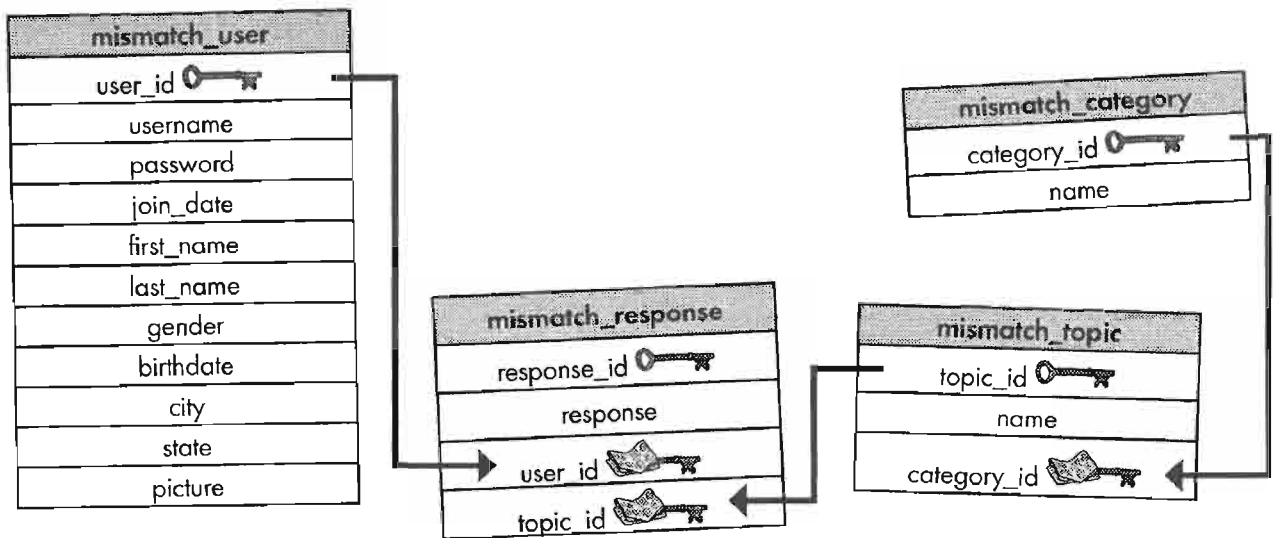 mismatch_user
user_id
username
password
join_date
first_name
last_name
gender
birthdate
city
state
picture
mismatch_category
category_id
name
mismatch_response
response_id
response
user_id
topic_id
mismatch_topic
topic_id
name
category_id